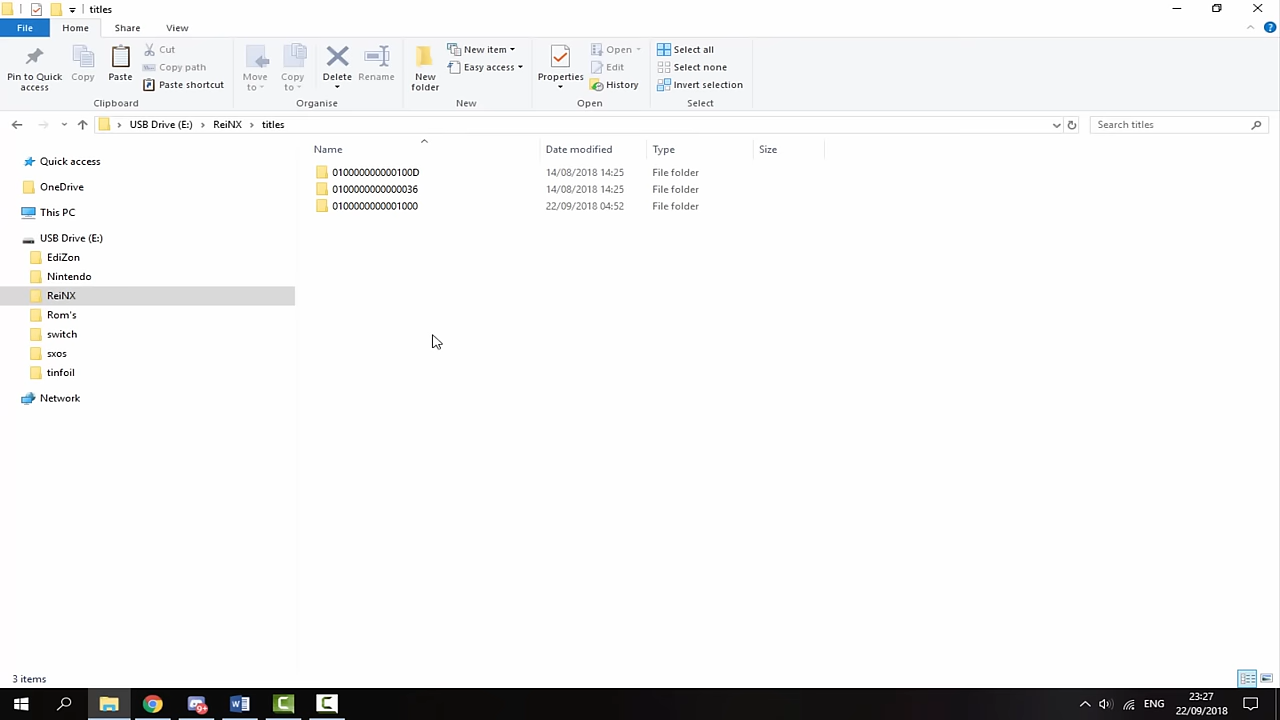 titles
File Home Share View
Pin to Quick access
Copy
Paste
Cut
Copy path
Paste shortcut
Move to
Copy to
Delete
Rename
New folder
New item
Easy access
Properties
Open
Edit
History
Select all
Select none
Invert selection
Clipboard Organise New Open Select
USB Drive (E:) ReiNX titles
Search titles
Name Date modified Type Size
010000000000100D 14/08/2018 14:25 File folder
0100000000000036 14/08/2018 14:25 File folder
0100000000001000 22/09/2018 04:52 File folder
Quick access
OneDrive
This PC
USB Drive (E:)
EdiZon
Nintendo
ReiNX
Rom's
switch
sxos
tinfoil
Network
3 items
9+
ENG
23:27
22/09/2018